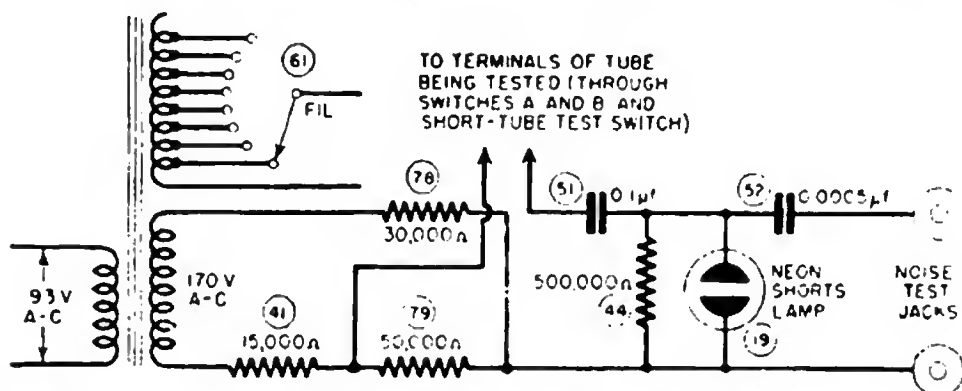 61
FIL
TO TERMINALS OF TUBE
BEING TESTED (THROUGH
SWITCHES A AND B AND
SHORT-TUBE TEST SWITCH)
78
30,000Ω
51
0.1μf
52
0.0005μf
93 V
A-C
170 V
A-C
41
15,000Ω
79
50,000Ω
500,000Ω
44
NEON
SHORTS
LAMP
19
NOISE
TEST
JACKS